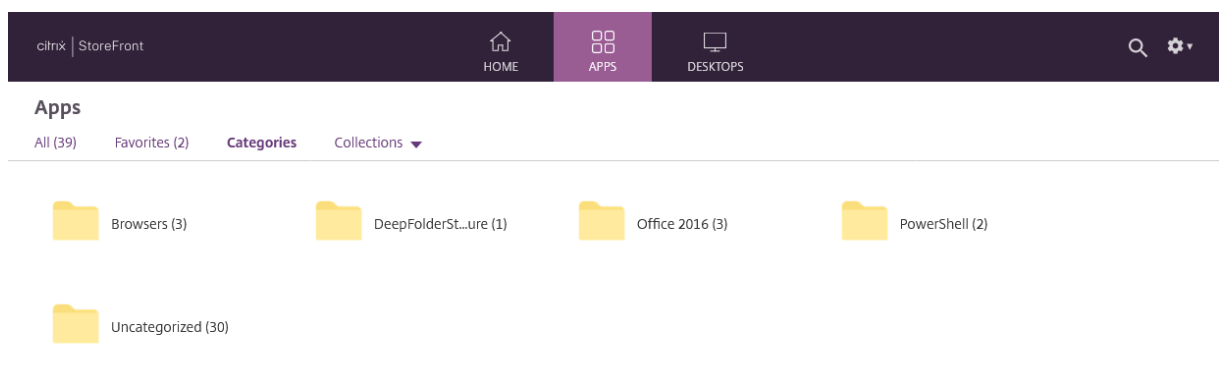 citrix | StoreFront
HOME
APPS
DESKTOPS
Apps
All (39) Favorites (2) Categories Collections
Browsers (3) DeepFolderSt...ure (1) Office 2016 (3) PowerShell (2)
Uncategorized (30)